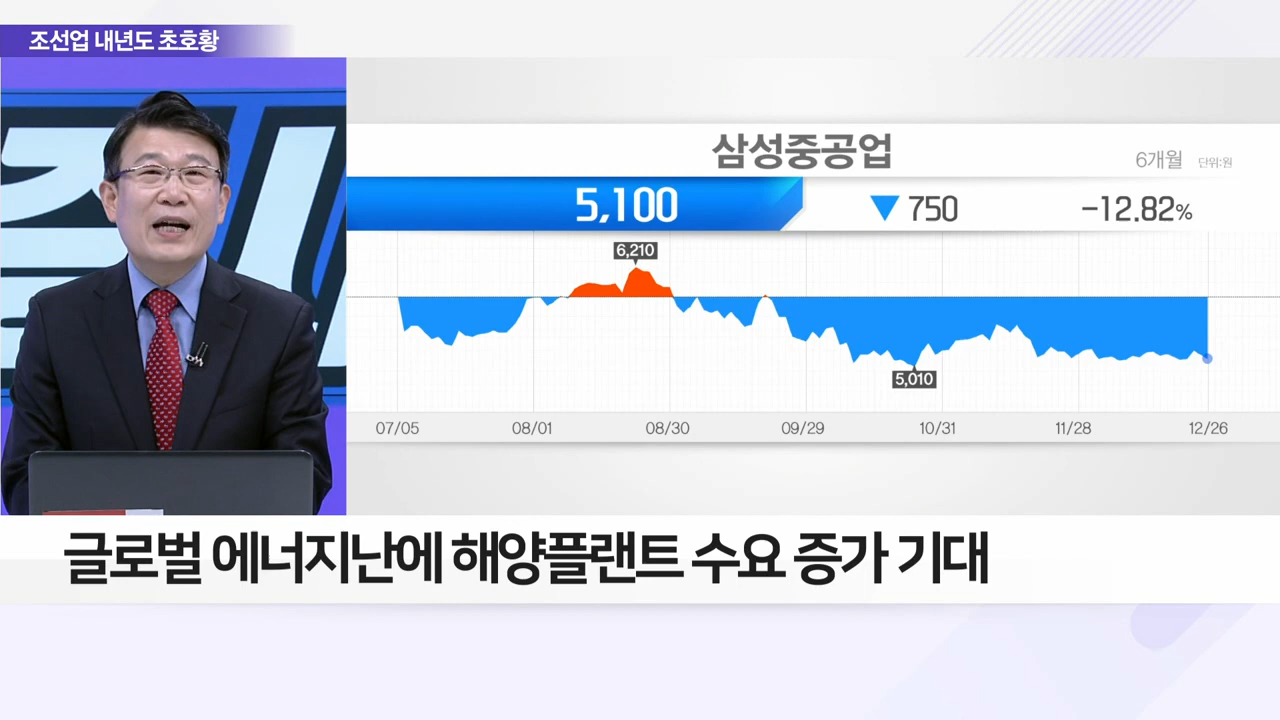 조선업 내년도 초호황
삼성중공업
6개월 단위:원
5,100 ▼ 750 -12.82%
6,210
5,010
07/05 08/01 08/30 09/29 10/31 11/28 12/26
글로벌 에너지난에 해양플랜트 수요 증가 기대